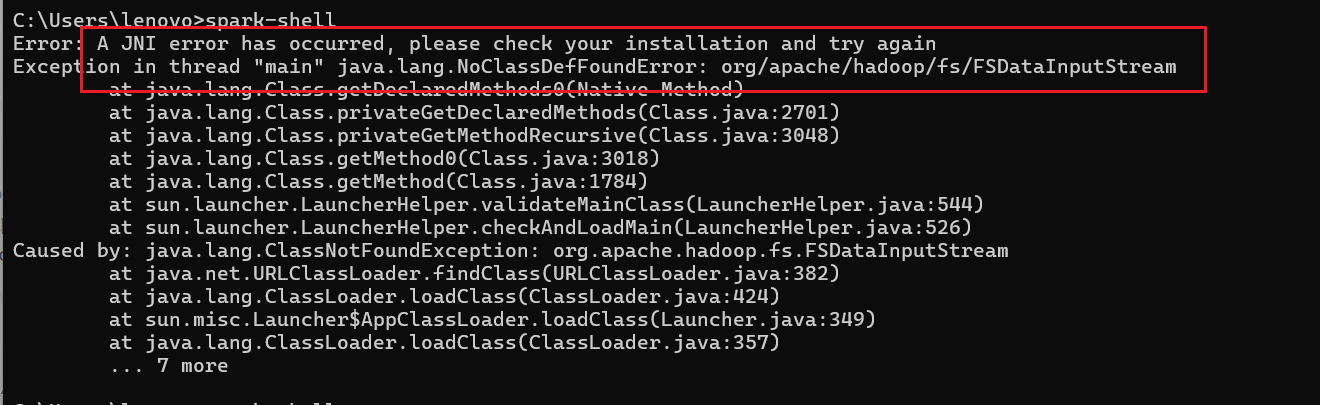 C:\Users\lenovo>spark-shell
Error: A JNI error has occurred, please check your installation and try again
Exception in thread "main" java.lang.NoClassDefFoundError: org/apache/hadoop/fs/FSDataInputStream
        at java.lang.Class.getDeclaredMethods0(Native Method)
        at java.lang.Class.privateGetDeclaredMethods(Class.java:2701)
        at java.lang.Class.privateGetMethodRecursive(Class.java:3048)
        at java.lang.Class.getMethod0(Class.java:3018)
        at java.lang.Class.getMethod(Class.java:1784)
        at sun.launcher.LauncherHelper.validateMainClass(LauncherHelper.java:544)
        at sun.launcher.LauncherHelper.checkAndLoadMain(LauncherHelper.java:526)
Caused by: java.lang.ClassNotFoundException: org.apache.hadoop.fs.FSDataInputStream
        at java.net.URLClassLoader.findClass(URLClassLoader.java:382)
        at java.lang.ClassLoader.loadClass(ClassLoader.java:424)
        at sun.misc.Launcher$AppClassLoader.loadClass(Launcher.java:349)
        at java.lang.ClassLoader.loadClass(ClassLoader.java:357)
        ... 7 more